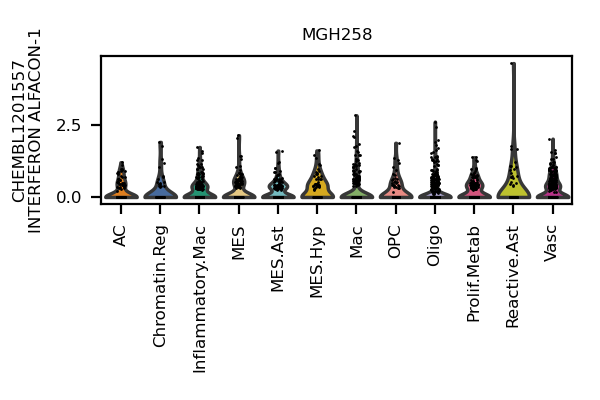 MGH258
CHEMBL1201557
INTERFERON ALFACON-1
2.5
0.0
AC
Chromatin.Reg
Inflammatory.Mac
MES
MES.Ast
MES.Hyp
Mac
OPC
Oligo
Prolif.Metab
Reactive.Ast
Vasc